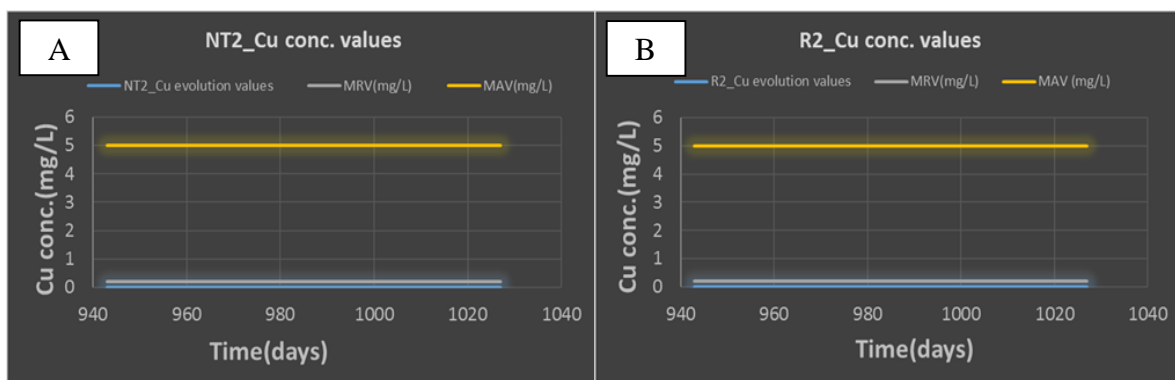 A
NT2_Cu conc. values
NT2_Cu evolution values MRV(mg/L) MAV(mg/L)
Cu conc.(mg/L)
6
5
4
3
2
1
0
940 960 980 1000 1020 1040
Time(days)
B
R2_Cu conc. values
R2_Cu evolution values MRV(mg/L) MAV (mg/L)
Cu conc.(mg/L)
6
5
4
3
2
1
0
940 960 980 1000 1020 1040
Time(days)